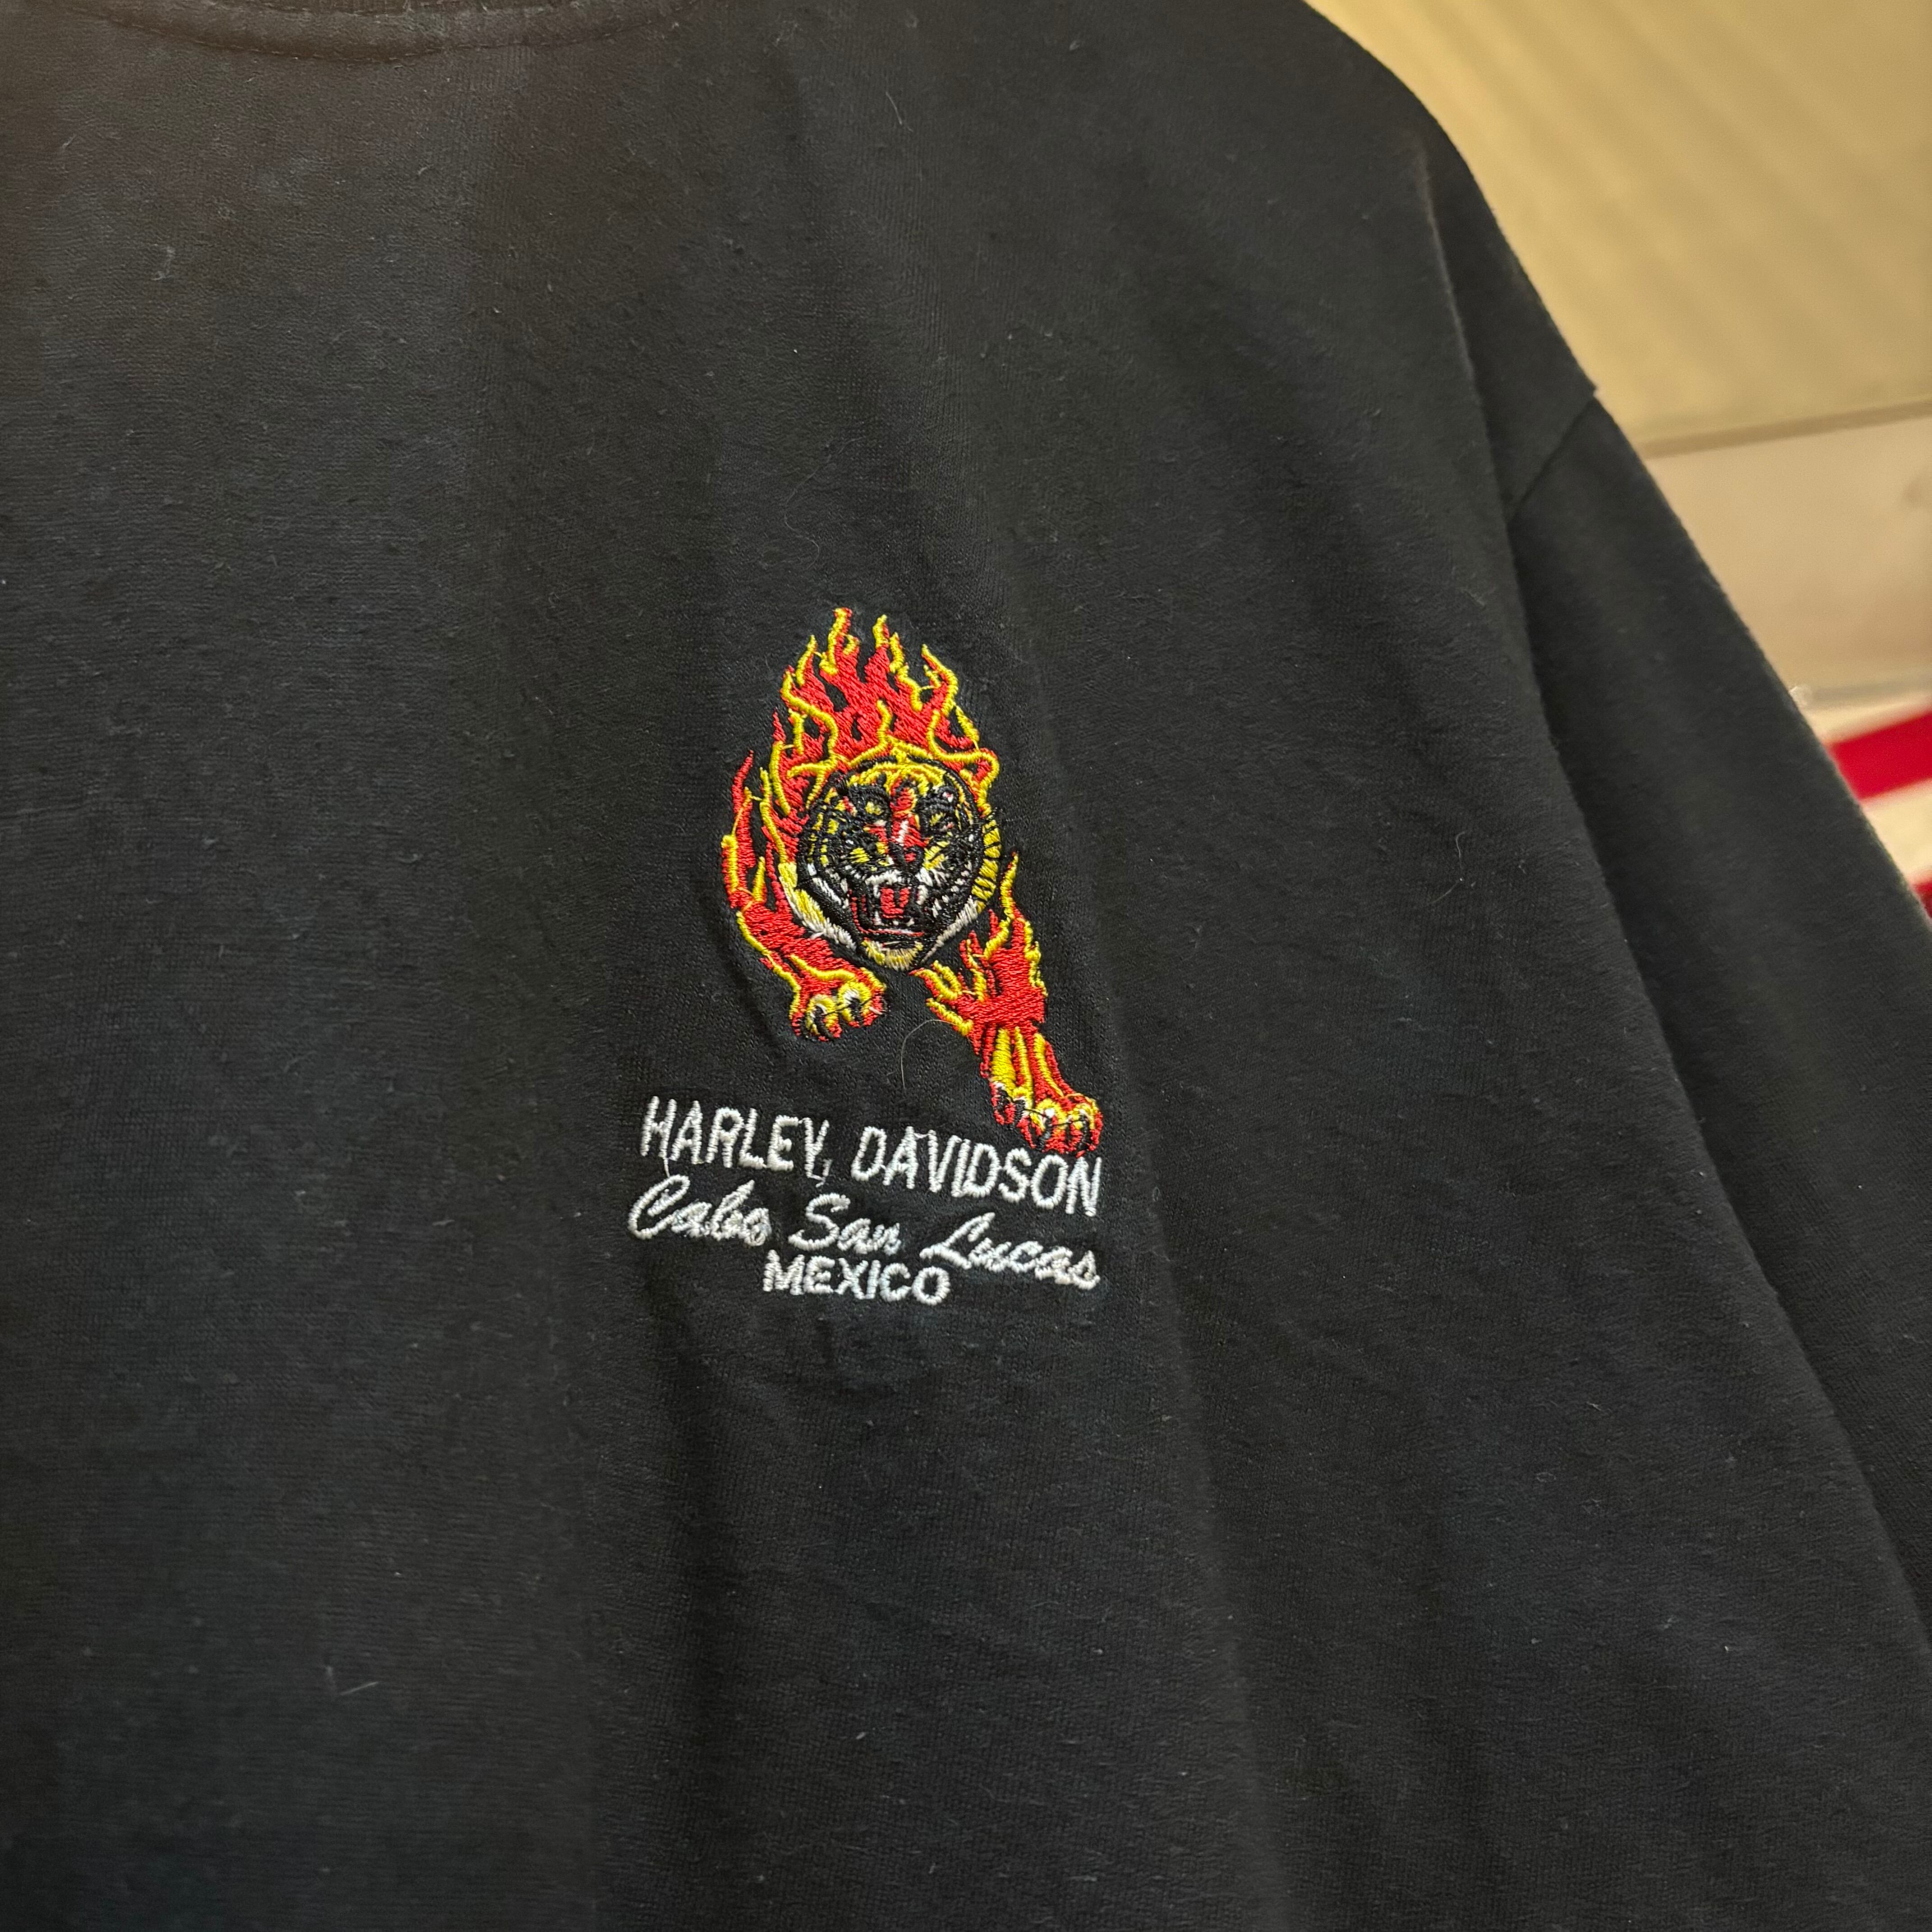 HARLEY, DAVIDSON
Cabo San Lucas
MEXICO